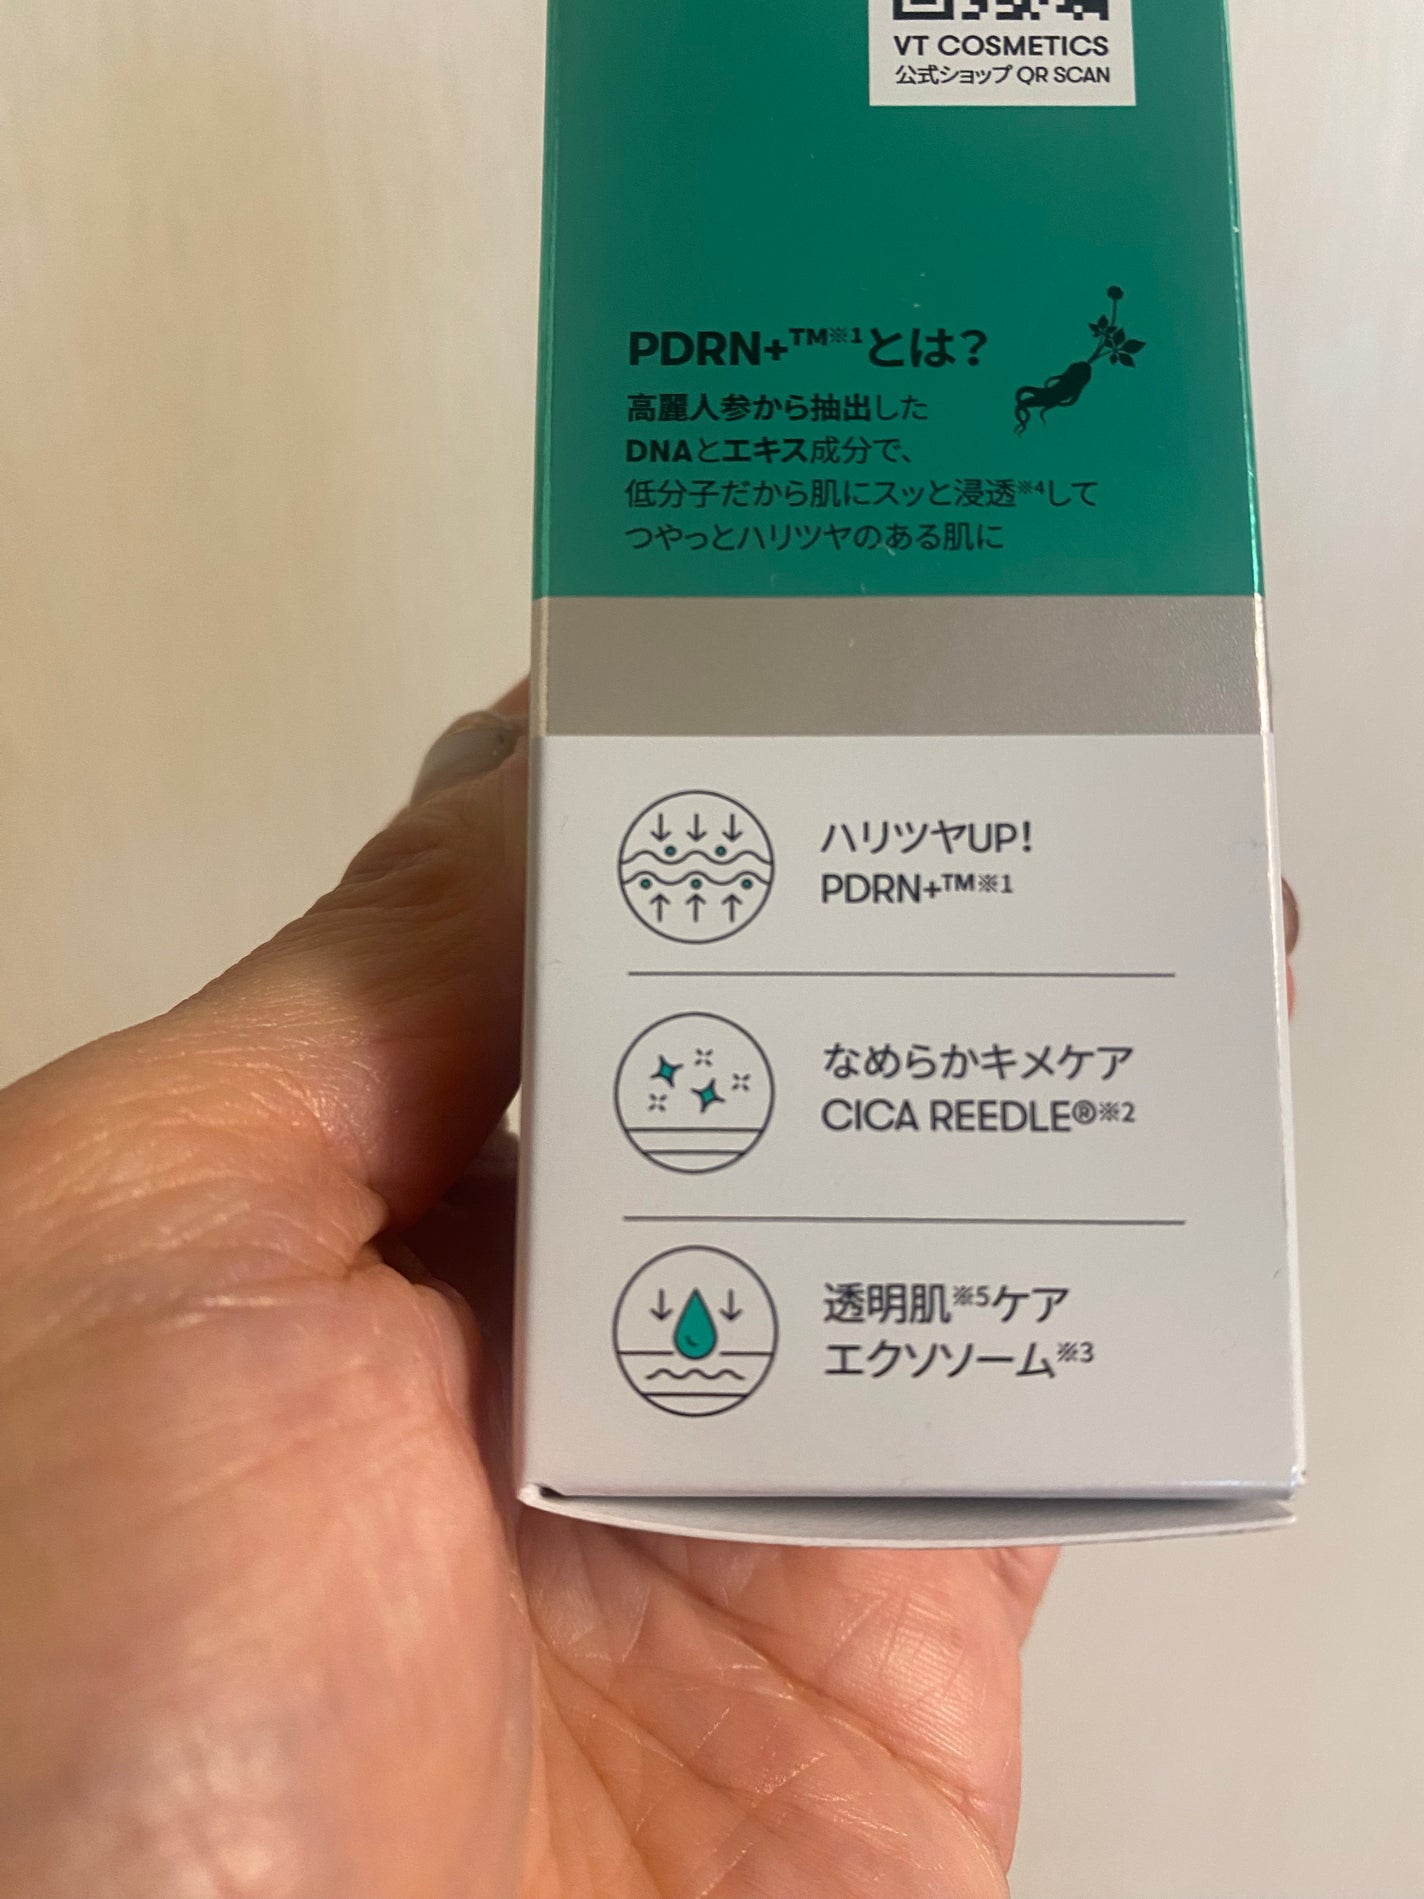 VT COSMETICS
公式ショップ QR SCAN
PDRN+™※1とは?
高麗人参から抽出した
DNAとエキス成分で、
低分子だから肌にスッと浸透※4して
つやっとハリツヤのある肌に
ハリツヤUP!
PDRN+™※1
なめらかキメケア
CICA REEDLE®※2
透明肌※5ケア
エクソソーム※3